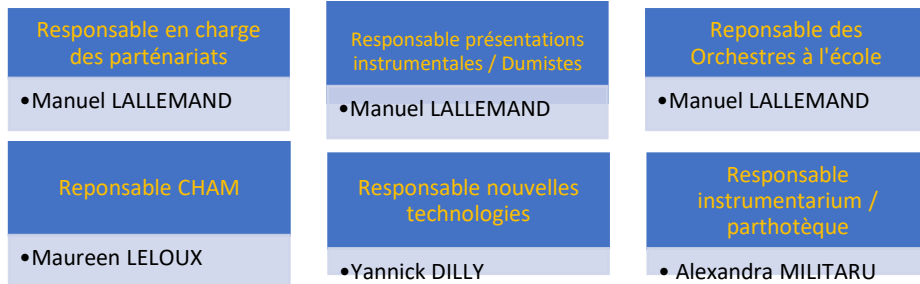 Responsable en charge
des parténariats
•Manuel LALLEMAND
Responsable présentations
instrumentales / Dumistes
•Manuel LALLEMAND
Reponsable des
Orchestres à l'école
•Manuel LALLEMAND
Reponsable CHAM
•Maureen LELOUX
Responsable nouvelles
technologies
•Yannick DILLY
Responsable
instrumentarium /
parthotèque
• Alexandra MILITARU